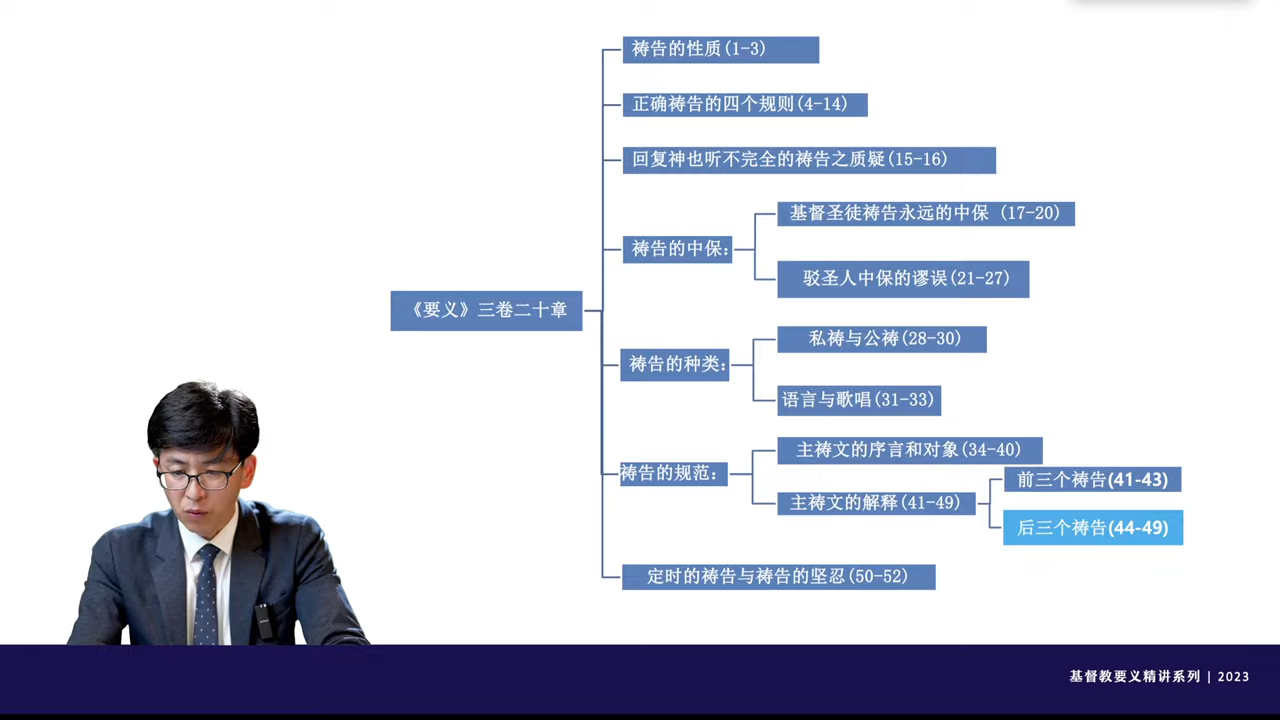 祷告的性质(1-3)
正确祷告的四个规则(4-14)
回复神也听不完全的祷告之质疑(15-16)
基督圣徒祷告永远的中保 (17-20)
祷告的中保:
驳圣人中保的谬误(21-27)
《要义》三卷二十章
私祷与公祷(28-30)
祷告的种类:
语言与歌唱(31-33)
主祷文的序言和对象(34-40)
祷告的规范:
前三个祷告(41-43)
主祷文的解释(41-49)
后三个祷告(44-49)
定时的祷告与祷告的坚忍(50-52)
基督教要义精讲系列 | 2023